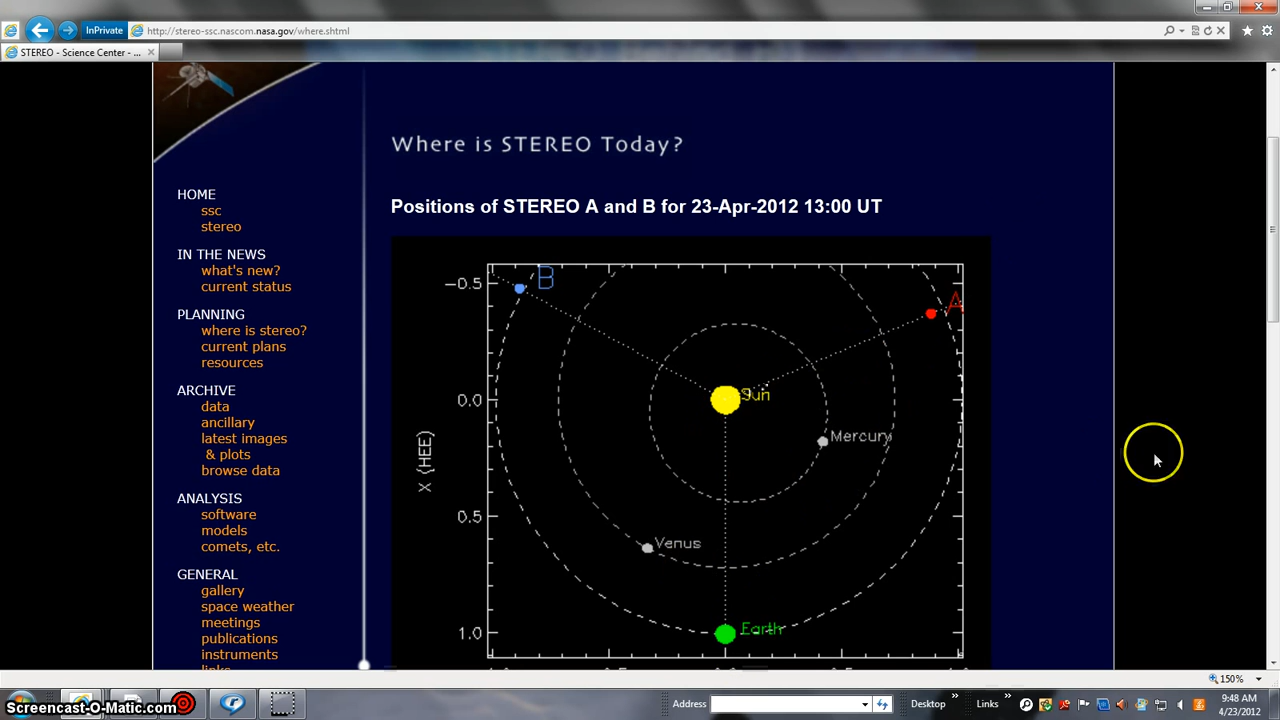 InPrivate
http://stereo-ssc.nascom.nasa.gov/where.shtml
STEREO - Science Center - ...
Where is STEREO Today?
Positions of STEREO A and B for 23-Apr-2012 13:00 UT
HOME
ssc
stereo
IN THE NEWS
what's new?
current status
PLANNING
where is stereo?
current plans
resources
ARCHIVE
data
ancillary
latest images
& plots
browse data
ANALYSIS
software
models
comets, etc.
GENERAL
gallery
space weather
meetings
publications
instruments
links
B
A
-0.5
0.0
Sun
Mercury
X (HEE)
0.5
Venus
1.0
Earth
150%
Screencast-O-Matic.com
Address
Desktop
Links
9:48 AM
4/23/2012